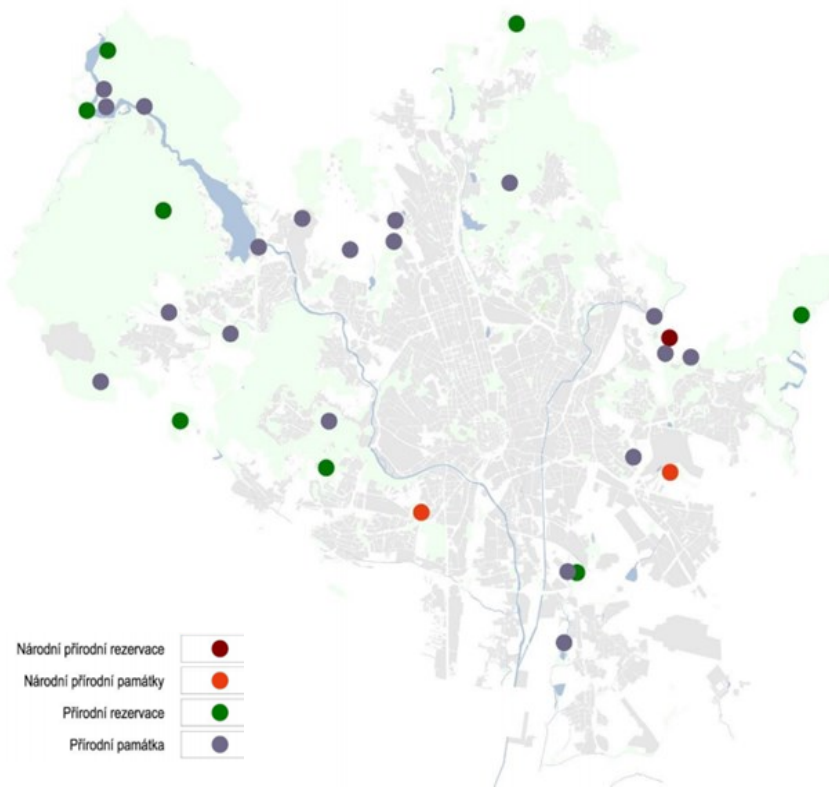 Národní přírodní rezervace
Národní přírodní památky
Přírodní rezervace
Přírodní památka